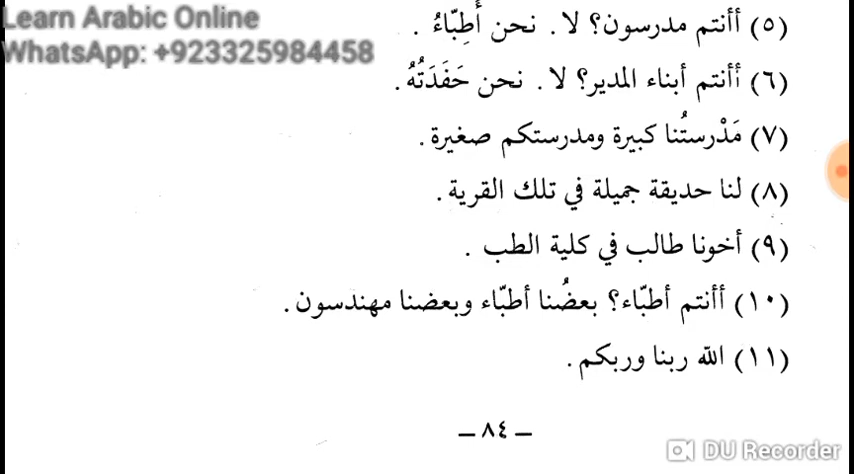 Learn Arabic Online
WhatsApp: +923325984458
(٥) أأنتم مدرسون؟ لا. نحن أَطِبّاءُ .
(٦) أأنتم أبناء المدير؟ لا. نحن حَفَدَتُهُ.
(٧) مَدْرستُنا كبيرة ومدرستكم صغيرة.
(٨) لنا حديقة جميلة في تلك القرية.
(٩) أخونا طالب في كلية الطب .
(١٠) أأنتم أطبّاء؟ بعضُنا أطبّاء وبعضنا مهندسون.
(١١) الله ربنا وربكم.
– ٨٤ –
DU Recorder